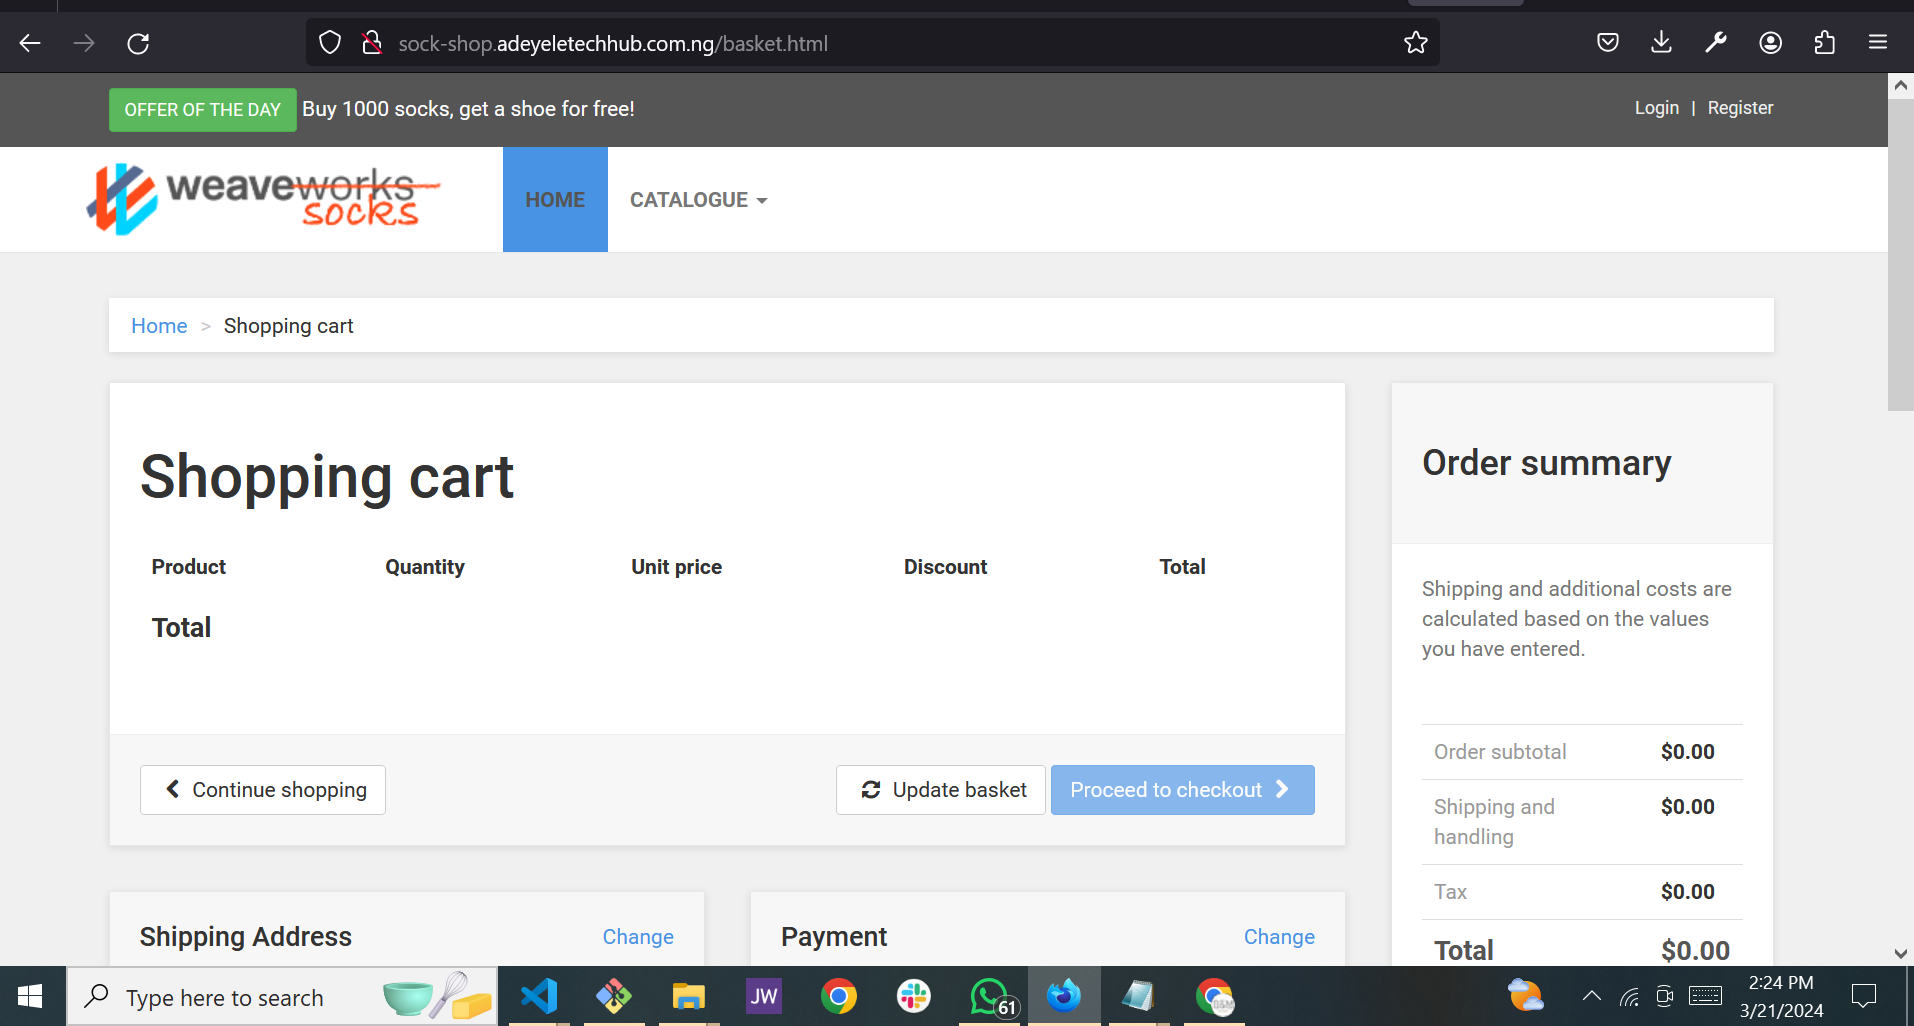 sock-shop.adeyeletechhub.com.ng/basket.html
OFFER OF THE DAY Buy 1000 socks, get a shoe for free!
Login | Register
weaveworks
socks
HOME CATALOGUE
Home > Shopping cart
Shopping cart
Product Quantity Unit price Discount Total
Total
Continue shopping Update basket Proceed to checkout
Order summary
Shipping and additional costs are
calculated based on the values
you have entered.
Order subtotal $0.00
Shipping and $0.00
handling
Tax $0.00
Total $0.00
Shipping Address Change
Payment Change
Type here to search
JW
61
2:24 PM
3/21/2024